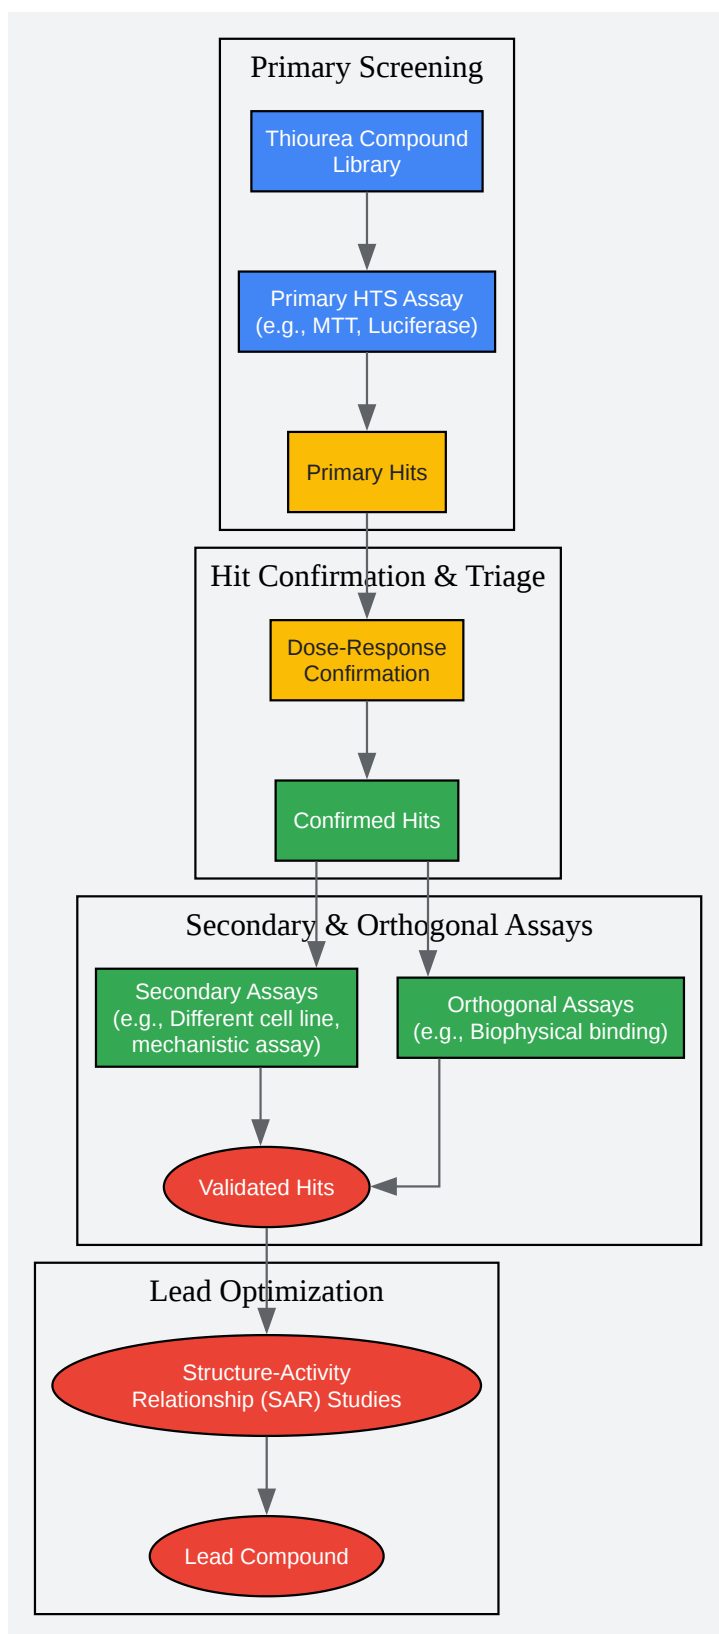 Primary Screening
Thiourea Compound
Library
Primary HTS Assay
(e.g., MTT, Luciferase)
Primary Hits
Hit Confirmation & Triage
Dose-Response
Confirmation
Confirmed Hits
Secondary & Orthogonal Assays
Secondary Assays
(e.g., Different cell line,
mechanistic assay)
Orthogonal Assays
(e.g., Biophysical binding)
Validated Hits
Lead Optimization
Structure-Activity
Relationship (SAR) Studies
Lead Compound